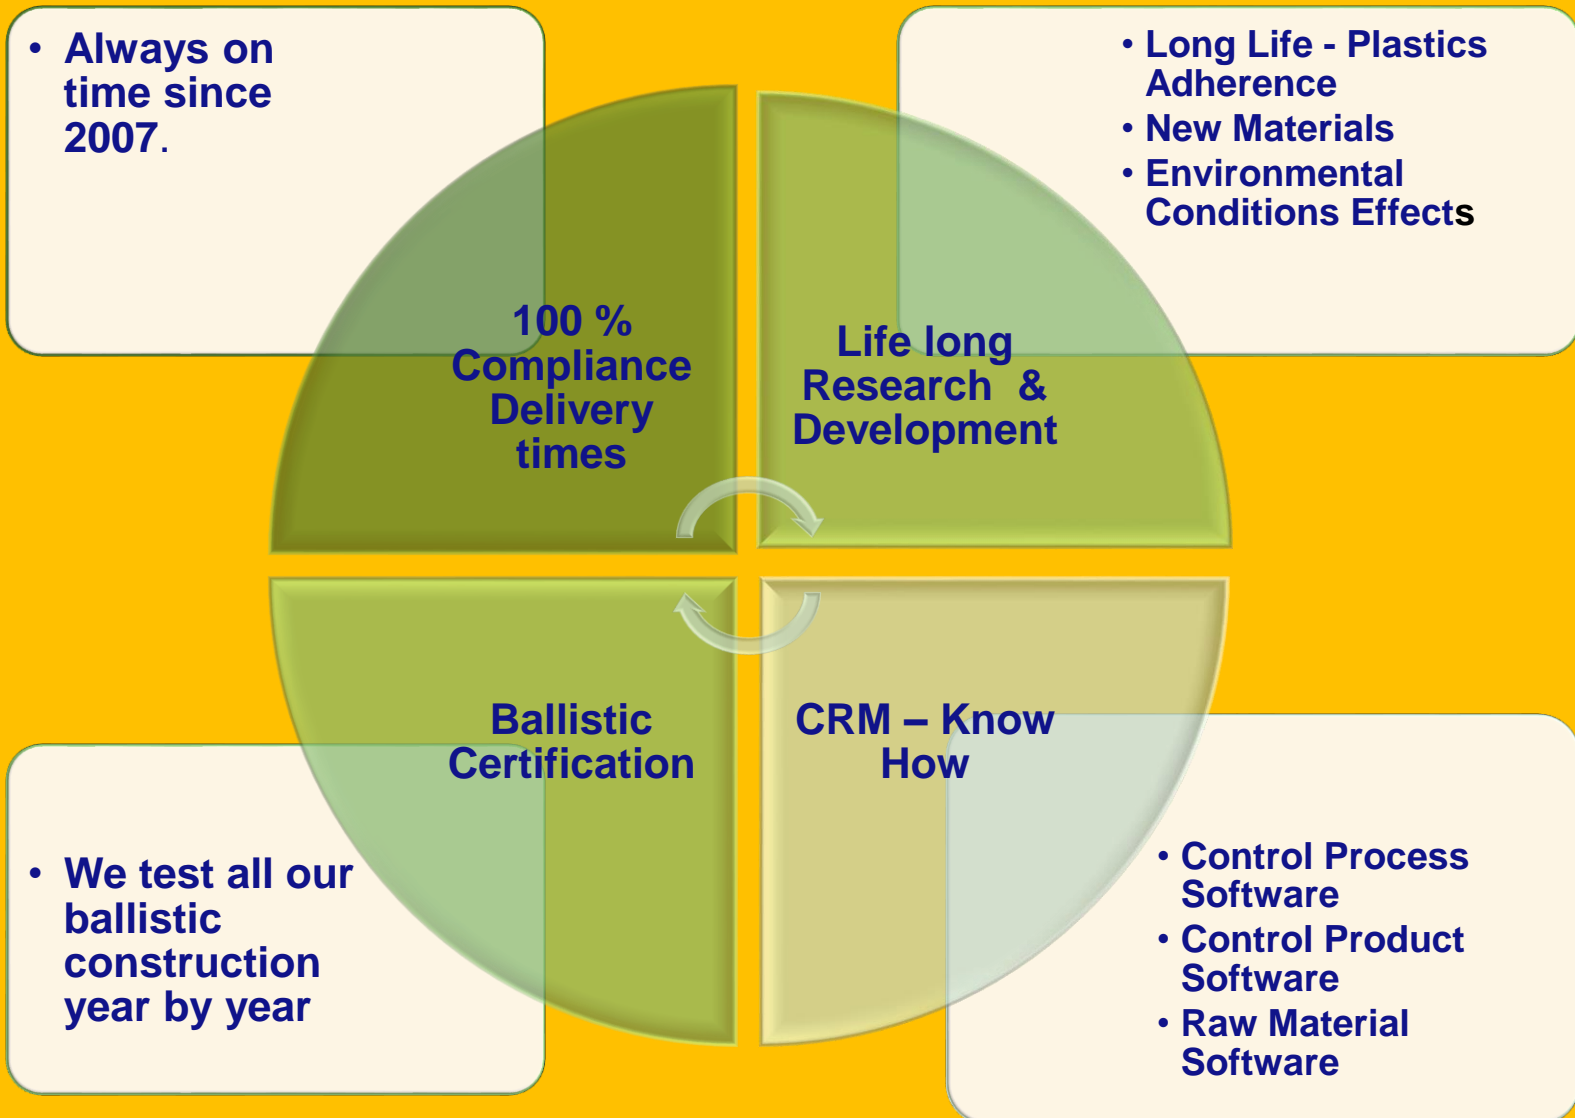 • Always on
time since
2007.
• Long Life - Plastics
Adherence
• New Materials
• Environmental
Conditions Effects
100 %
Compliance
Delivery
times
Life long
Research & 
Development
Ballistic
Certification
CRM – Know
How
• We test all our
ballistic
construction
year by year
• Control Process
Software
• Control Product
Software
• Raw Material
Software